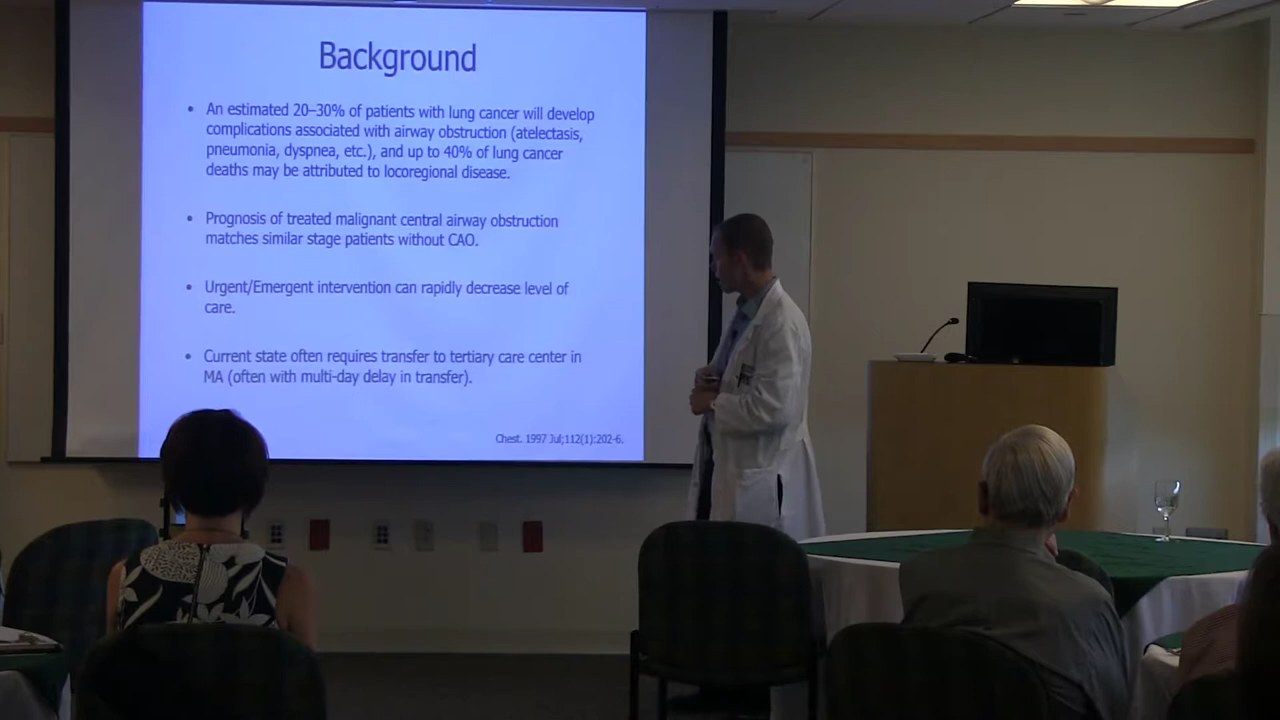 Background
• An estimated 20–30% of patients with lung cancer will develop
complications associated with airway obstruction (atelectasis,
pneumonia, dyspnea, etc.), and up to 40% of lung cancer
deaths may be attributed to locoregional disease.
• Prognosis of treated malignant central airway obstruction
matches similar stage patients without CAO.
• Urgent/Emergent intervention can rapidly decrease level of
care.
• Current state often requires transfer to tertiary care center in
MA (often with multi-day delay in transfer).
Chest. 1997 Jul;112(1):202-6.